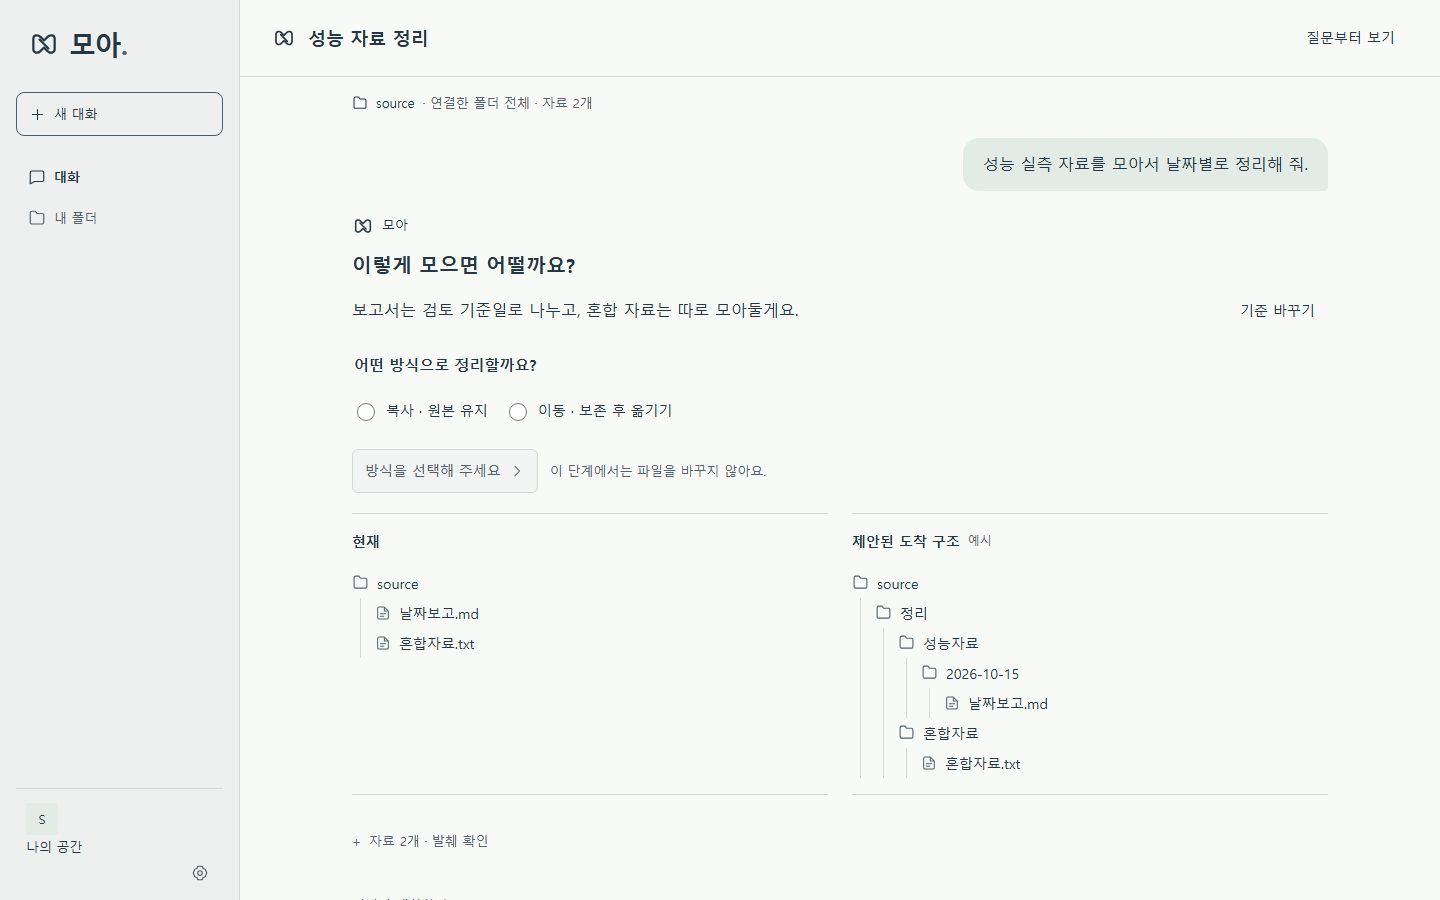 모아.
새 대화
대화
내 폴더
S
나의 공간
성능 자료 정리
질문부터 보기
source · 연결한 폴더 전체 · 자료 2개
성능 실측 자료를 모아서 날짜별로 정리해 줘.
모아
이렇게 모으면 어떨까요?
보고서는 검토 기준일로 나누고, 혼합 자료는 따로 모아둘게요.
기준 바꾸기
어떤 방식으로 정리할까요?
복사 · 원본 유지
이동 · 보존 후 옮기기
방식을 선택해 주세요
이 단계에서는 파일을 바꾸지 않아요.
현재
source
날짜보고.md
혼합자료.txt
제안된 도착 구조 예시
source
정리
성능자료
2026-10-15
날짜보고.md
혼합자료
혼합자료.txt
+ 자료 2개 · 발췌 확인